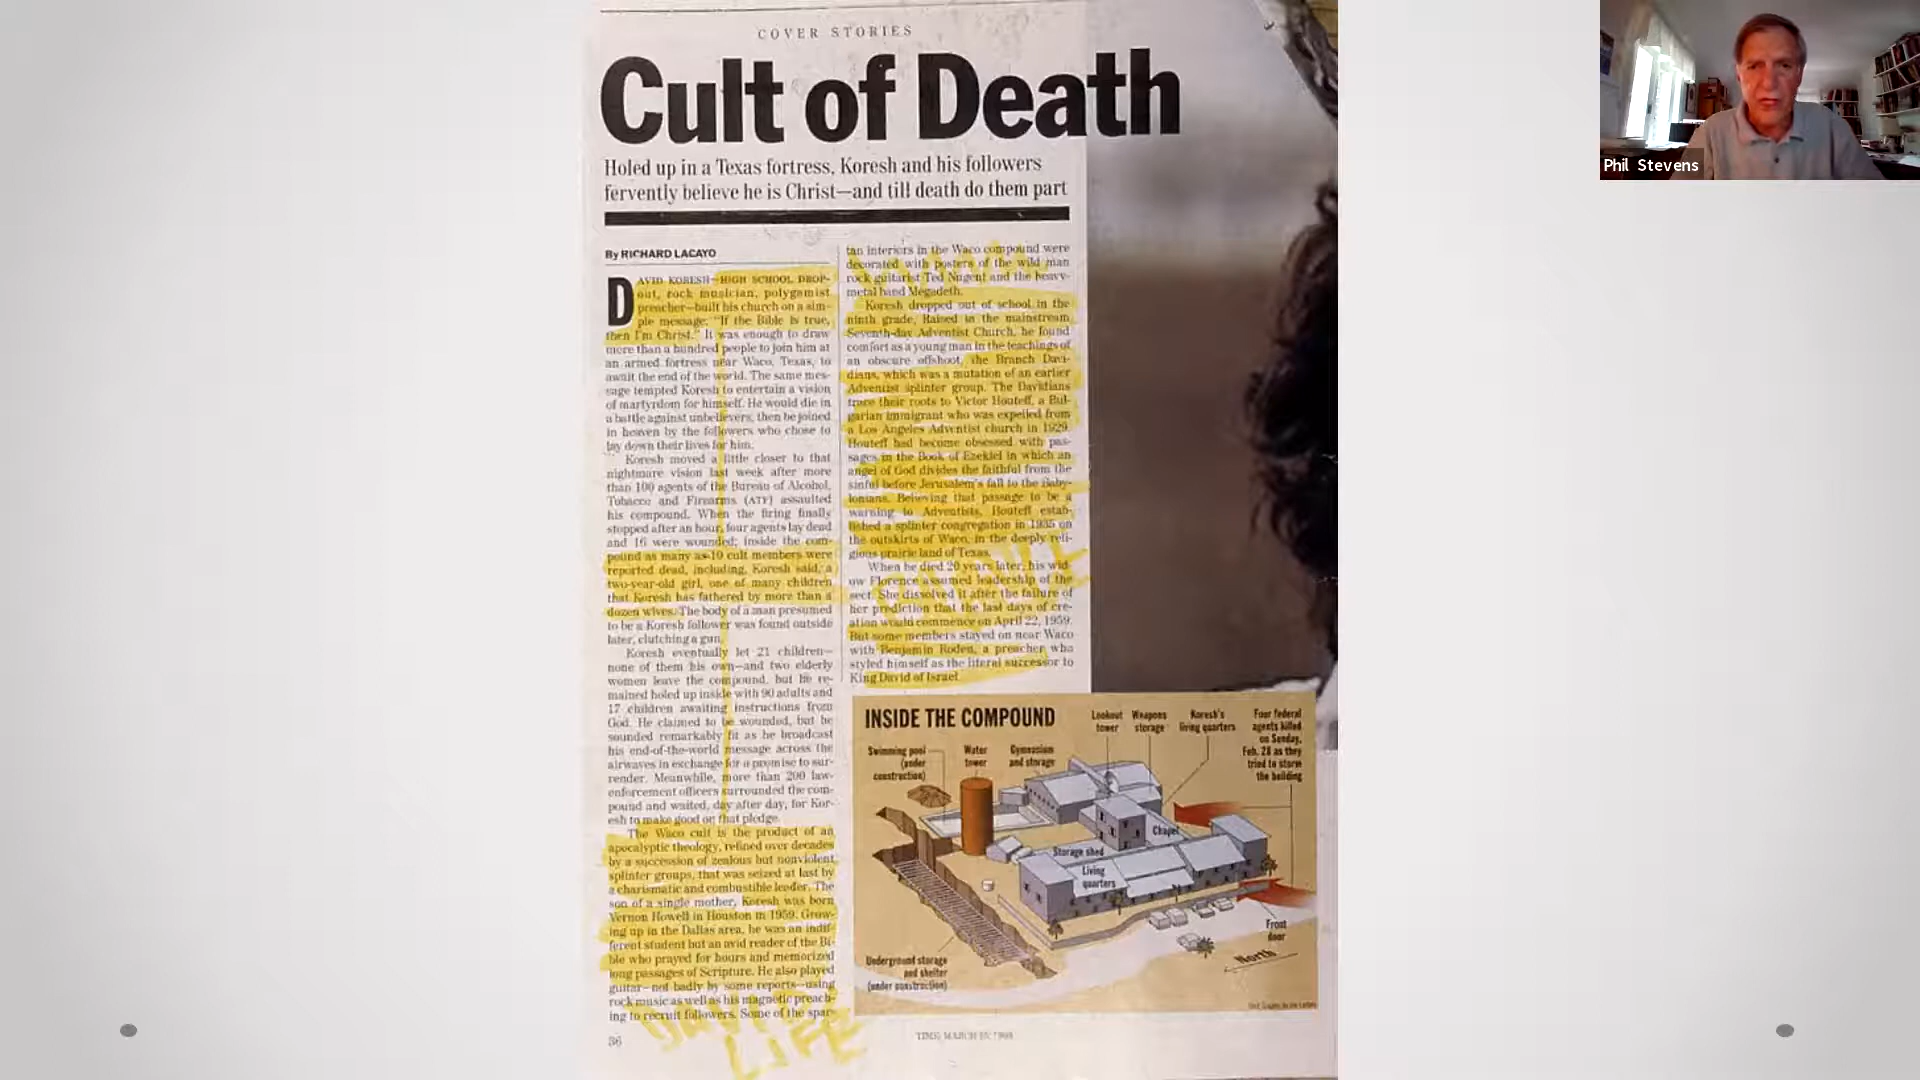 COVER STORIES
Cult of Death
Holed up in a Texas fortress, Koresh and his followers
fervently believe he is Christ—and till death do them part
By RICHARD LACAYO
DAVID KORESH—HIGH SCHOOL DROP-
out, rock musician, polygamist
preacher—built his church on a sim-
ple message: "If the Bible is true,
then I'm Christ." It was enough to draw
more than a hundred people to join him at
an armed fortress near Waco, Texas, to
await the end of the world. The same mes-
sage tempted Koresh to entertain a vision
of martyrdom for himself. He would die in
a battle against unbelievers, then be joined
in heaven by the followers who chose to
lay down their lives for him.
Koresh moved a little closer to that
nightmare vision last week after more
than 100 agents of the Bureau of Alcohol,
Tobacco and Firearms (ATF) assaulted
his compound. When the firing finally
stopped after an hour, four agents lay dead
and 16 were wounded; inside the com-
pound as many as 10 cult members were
reported dead, including, Koresh said, a
two-year-old girl, one of many children
that Koresh has fathered by more than a
dozen wives. The body of a man presumed
to be a Koresh follower was found outside
later, clutching a gun.
Koresh eventually let 21 children—
none of them his own—and two elderly
women leave the compound, but he re-
mained holed up inside with 90 adults and
17 children awaiting instructions from
God. He claimed to be wounded, but he
sounded remarkably fit as he broadcast
his end-of-the-world message across the
airwaves in exchange for a promise to sur-
render. Meanwhile, more than 200 law-
enforcement officers surrounded the com-
pound and waited, day after day, for Kor-
esh to make good on that pledge.
The Waco cult is the product of an
apocalyptic theology, refined over decades
by a succession of zealous but nonviolent
splinter groups, that was seized at last by
a charismatic and combustible leader. The
son of a single mother, Koresh was born
Vernon Howell in Houston in 1959. Grow-
ing up in the Dallas area, he was an indif-
ferent student but an avid reader of the Bi-
ble who prayed for hours and memorized
long passages of Scripture. He also played
guitar—not badly by some reports—using
rock music as well as his magnetic preach-
ing to recruit followers. Some of the spar-
tan interiors in the Waco compound were
decorated with posters of the wild man
rock guitarist Ted Nugent and the heavy-
metal band Megadeth.
Koresh dropped out of school in the
ninth grade. Raised in the mainstream
Seventh-day Adventist Church, he found
comfort as a young man in the teachings of
an obscure offshoot, the Branch Davi-
dians, which was a mutation of an earlier
Adventist splinter group. The Davidians
trace their roots to Victor Houteff, a Bul-
garian immigrant who was expelled from
a Los Angeles Adventist church in 1929.
Houteff had become obsessed with pas-
sages in the Book of Ezekiel in which an
angel of God divides the faithful from the
sinful before Jerusalem's fall to the Baby-
lonians. Believing that passage to be a
warning to Adventists, Houteff estab-
lished a splinter congregation in 1935 on
the outskirts of Waco, in the deeply reli-
gious prairie land of Texas.
When he died 20 years later, his wid-
ow Florence assumed leadership of the
sect. She dissolved it after the failure of
her prediction that the last days of cre-
ation would commence on April 22, 1959.
But some members stayed on near Waco
with Benjamin Roden, a preacher who
styled himself as the literal successor to
King David of Israel.
INSIDE THE COMPOUND
Swimming pool
(under
construction)
Water
tower
Gymnasium
and storage
Lookout
tower
Weapons
storage
Koresh's
living quarters
Four federal
agents killed
on Sunday,
Feb. 28 as they
tried to storm
the building
Chapel
Storage shed
Living
quarters
Front
door
North
Underground storage
and shelter
(under construction)
LIFE
36
TIME, MARCH 15, 1993
Phil Stevens